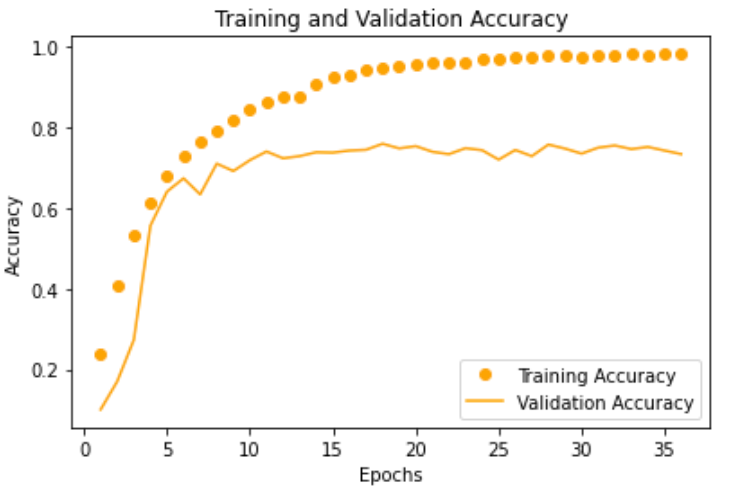 Training and Validation Accuracy
1.0
0.8
0.6
0.4
0.2
Accuracy
Training Accuracy
Validation Accuracy
0 5 10 15 20 25 30 35
Epochs